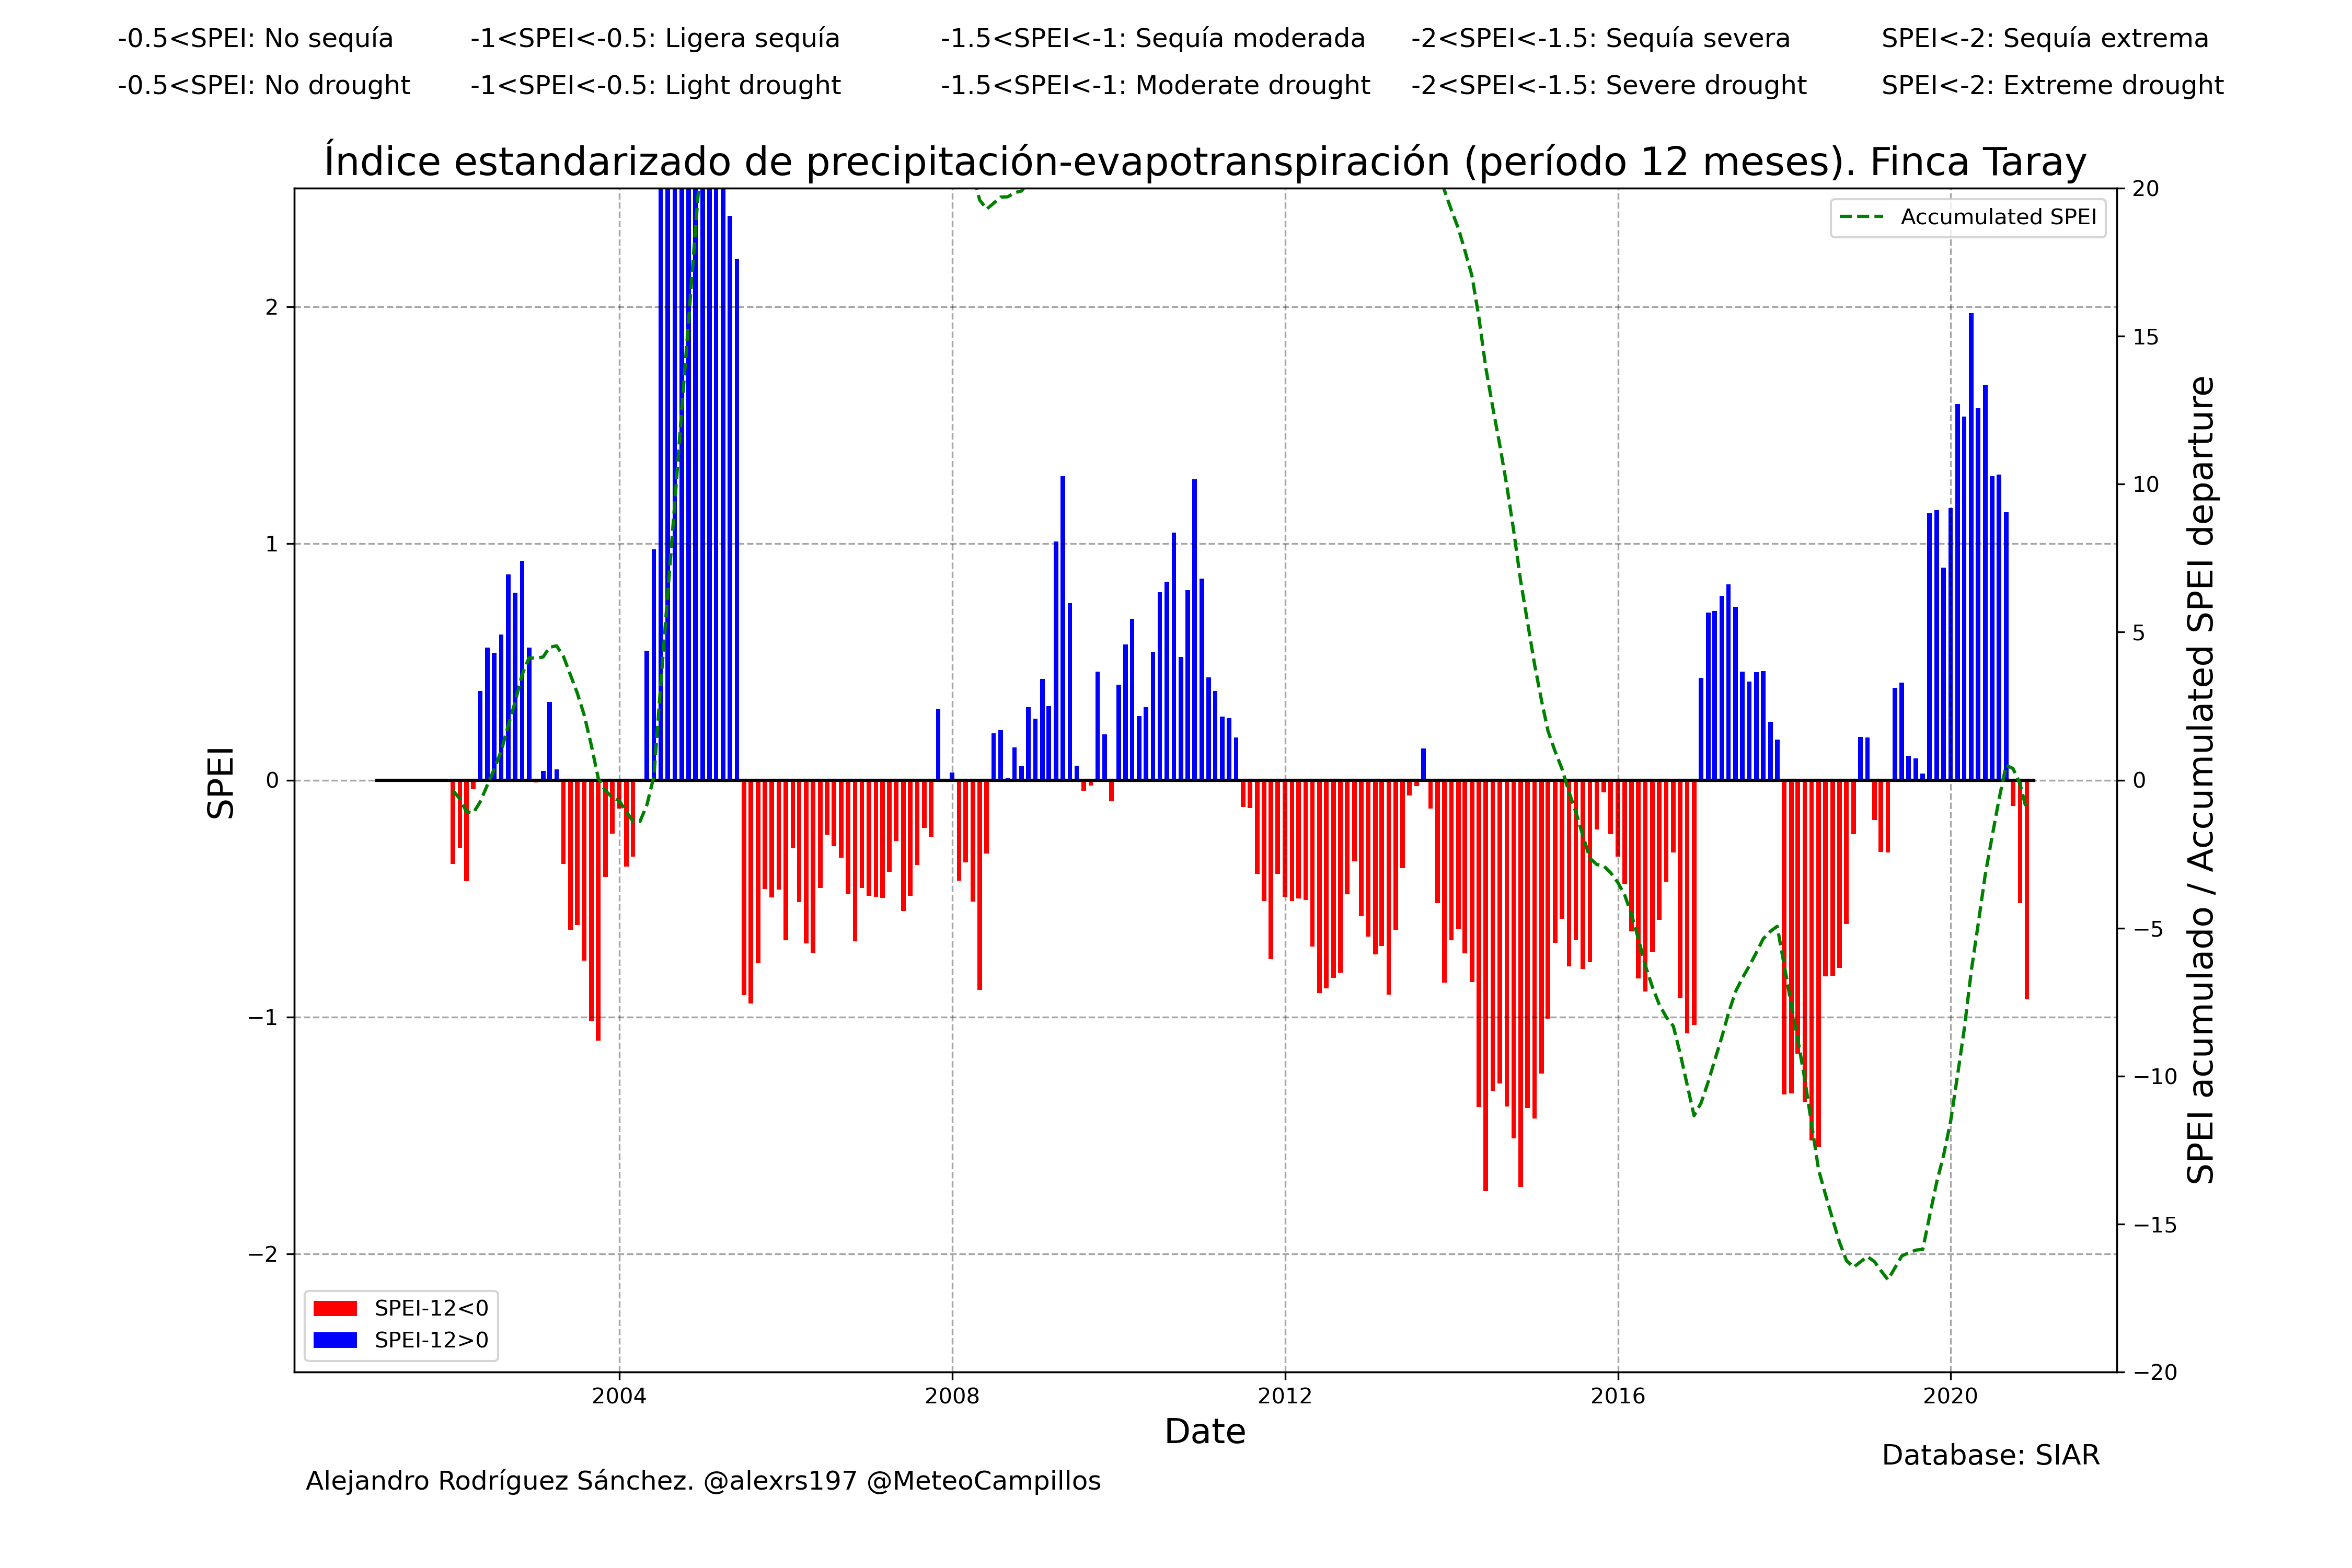 -0.5<SPEI: No sequía -1<SPEI<-0.5: Ligera sequía -1.5<SPEI<-1: Sequía moderada -2<SPEI<-1.5: Sequía severa SPEI<-2: Sequía extrema
-0.5<SPEI: No drought -1<SPEI<-0.5: Light drought -1.5<SPEI<-1: Moderate drought -2<SPEI<-1.5: Severe drought SPEI<-2: Extreme drought
Índice estandarizado de precipitación-evapotranspiración (período 12 meses). Finca Taray
SPEI
2
1
0
−1
−2
Accumulated SPEI
20
15
10
5
0
−5
−10
−15
−20
SPEI acumulado / Accumulated SPEI departure
SPEI-12<0
SPEI-12>0
2004 2008 2012 2016 2020
Date
Database: SIAR
Alejandro Rodríguez Sánchez. @alexrs197 @MeteoCampillos